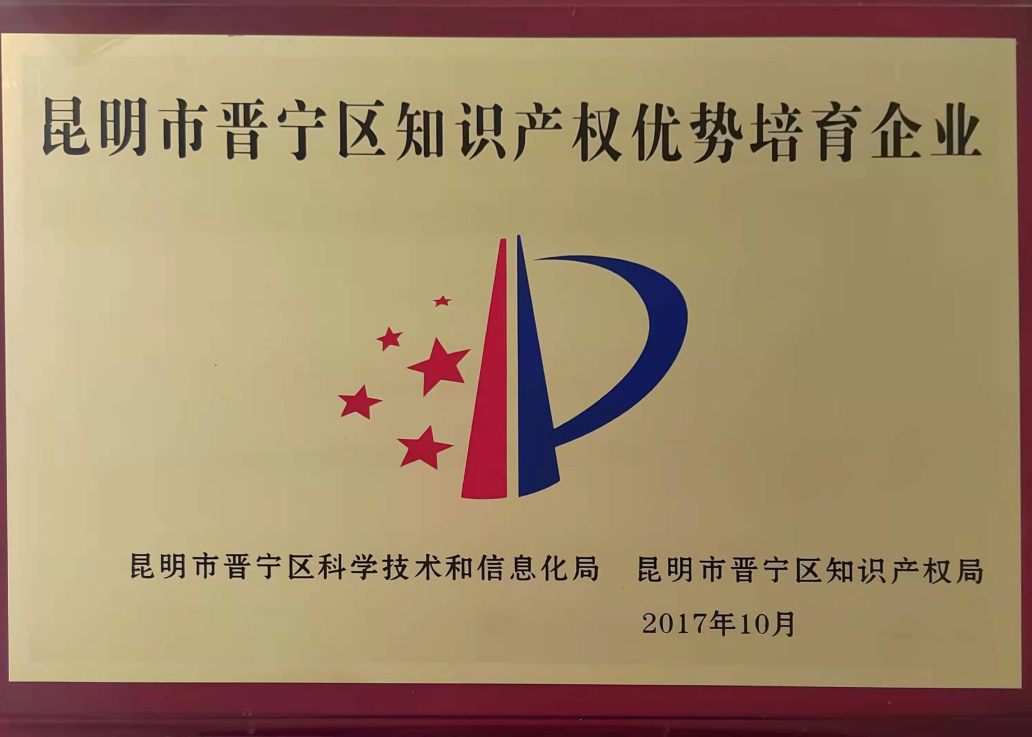 昆明市晋宁区知识产权优势培育企业
昆明市晋宁区科学技术和信息化局 昆明市晋宁区知识产权局
2017年10月